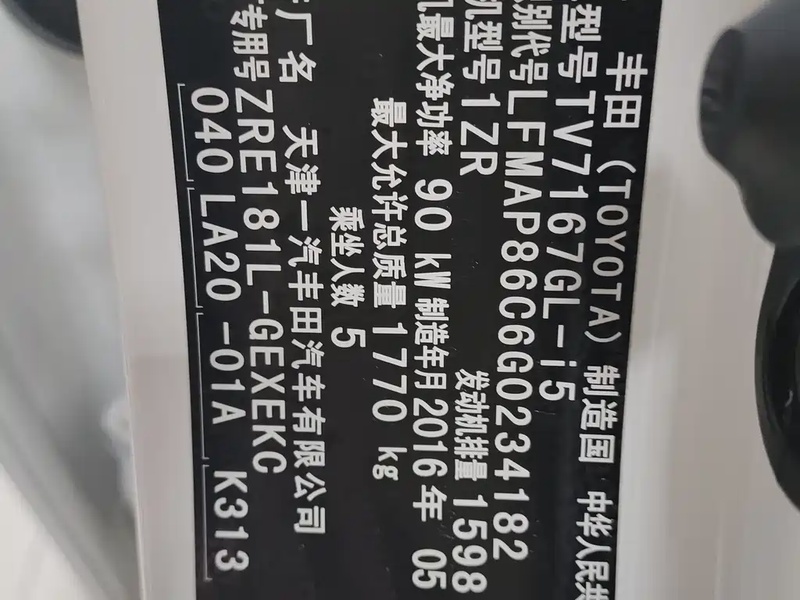 丰田 (TOYOTA) 制造国 中华人民共
型号 TV7167GL-i5
别代号 LFMAP86C6G0234182
机型号 1ZR 发动机排量 1598
最大净功率 90 kW 制造年月 2016 年 05
最大允许总质量 1770 kg
乘坐人数 5
厂名 天津一汽丰田汽车有限公司
专用号 ZRE181L-GEXEKC
040 LA20 -01A K313